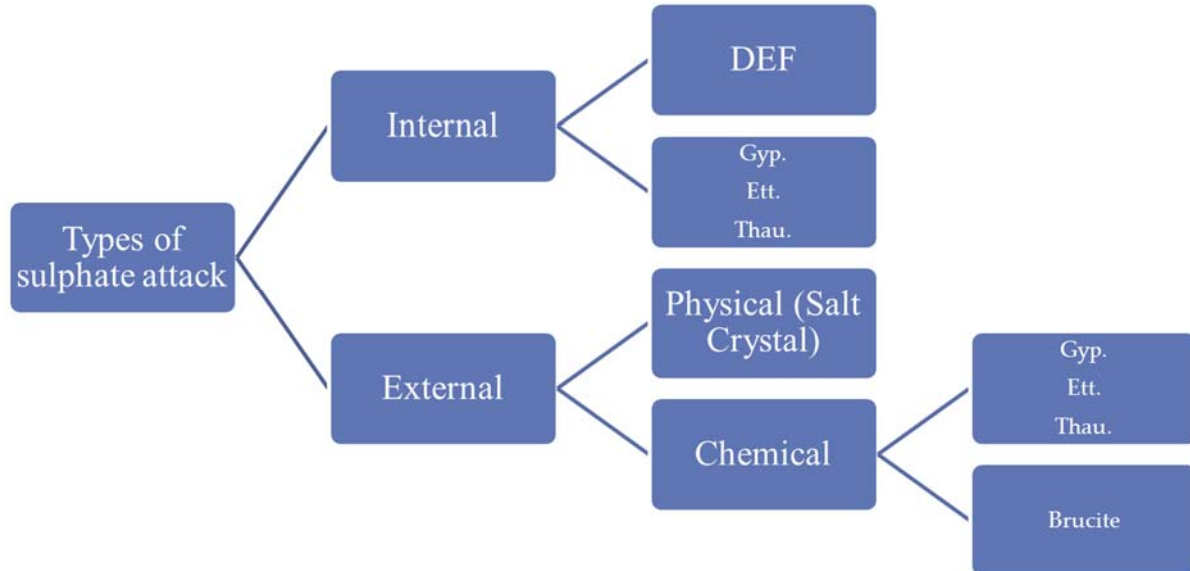 Types of
sulphate attack
Internal
DEF
Gyp.
Ett.
Thau.
External
Physical (Salt
Crystal)
Chemical
Gyp.
Ett.
Thau.
Brucite